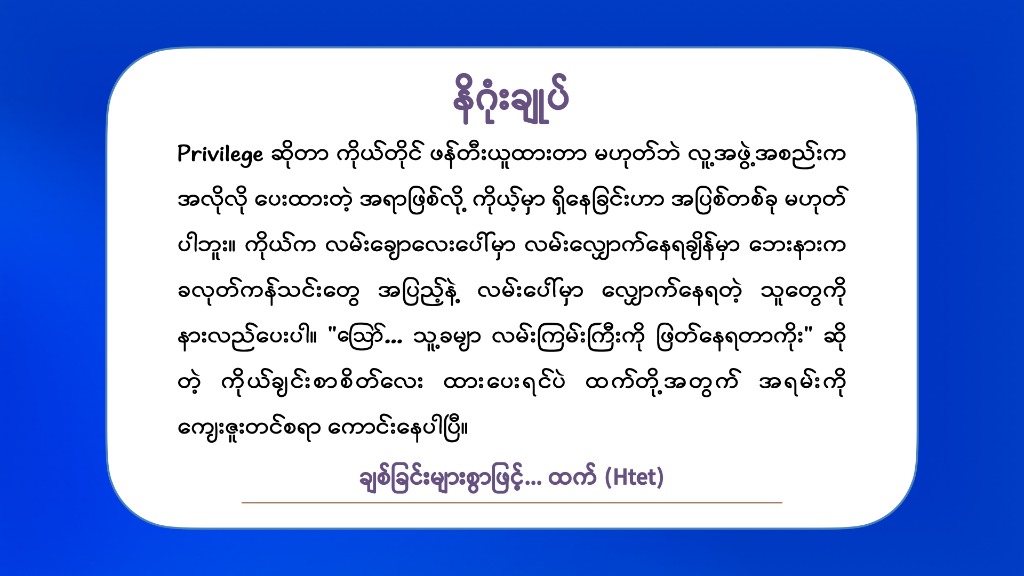 နိဂုံးချုပ်
Privilege ဆိုတာ ကိုယ်တိုင် ဖန်တီးယူထားတာ မဟုတ်ဘဲ လူ့အဖွဲ့အစည်းက
အလိုလို ပေးထားတဲ့ အရာဖြစ်လို့ ကိုယ့်မှာ ရှိနေခြင်းဟာ အပြစ်တစ်ခု မဟုတ်
ပါဘူး။ ကိုယ်က လမ်းချောလေးပေါ်မှာ လမ်းလျှောက်နေရချိန်မှာ ဘေးနားက
ခလုတ်ကန်သင်းတွေ အပြည့်နဲ့ လမ်းပေါ်မှာ လျှောက်နေရတဲ့ သူတွေကို
နားလည်ပေးပါ။ "ဪ... သူ့ခမျာ လမ်းကြမ်းကြီးကို ဖြတ်နေရတာကိုး" ဆို
တဲ့ ကိုယ်ချင်းစာစိတ်လေး ထားပေးရင်ပဲ ထက်တို့အတွက် အရမ်းကို
ကျေးဇူးတင်စရာ ကောင်းနေပါပြီ။
ချစ်ခြင်းများစွာဖြင့်... ထက် (Htet)